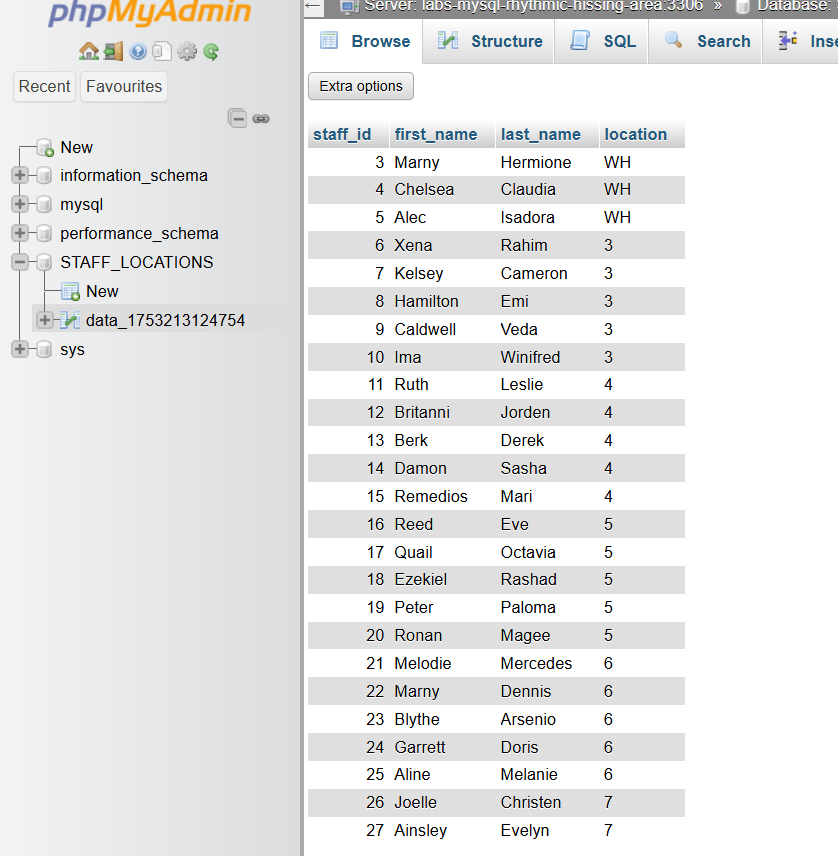 phpMyAdmin
Recent Favourites
New
information_schema
mysql
performance_schema
STAFF_LOCATIONS
New
data_1753213124754
sys
Server: labs-mysql-rhythmic-hissing-area:3306 » Database:
Browse Structure SQL Search Inse
Extra options
staff_id first_name last_name location
3 Marny Hermione WH
4 Chelsea Claudia WH
5 Alec Isadora WH
6 Xena Rahim 3
7 Kelsey Cameron 3
8 Hamilton Emi 3
9 Caldwell Veda 3
10 Ima Winifred 3
11 Ruth Leslie 4
12 Britanni Jorden 4
13 Berk Derek 4
14 Damon Sasha 4
15 Remedios Mari 4
16 Reed Eve 5
17 Quail Octavia 5
18 Ezekiel Rashad 5
19 Peter Paloma 5
20 Ronan Magee 5
21 Melodie Mercedes 6
22 Marny Dennis 6
23 Blythe Arsenio 6
24 Garrett Doris 6
25 Aline Melanie 6
26 Joelle Christen 7
27 Ainsley Evelyn 7